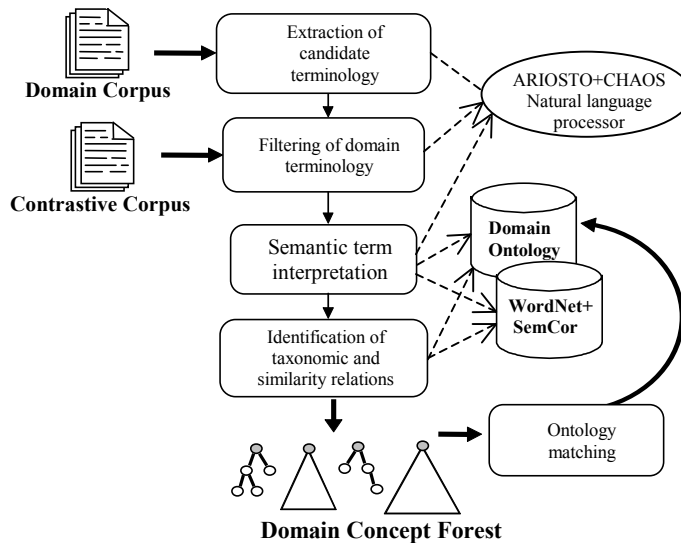 Extraction of
candidate
terminology
Domain Corpus
ARIOSTO+CHAOS
Natural language
processor
Filtering of domain
terminology
Contrastive Corpus
Semantic term
interpretation
Domain
Ontology
WordNet+
SemCor
Identification of
taxonomic and
similarity relations
Ontology
matching
Domain Concept Forest